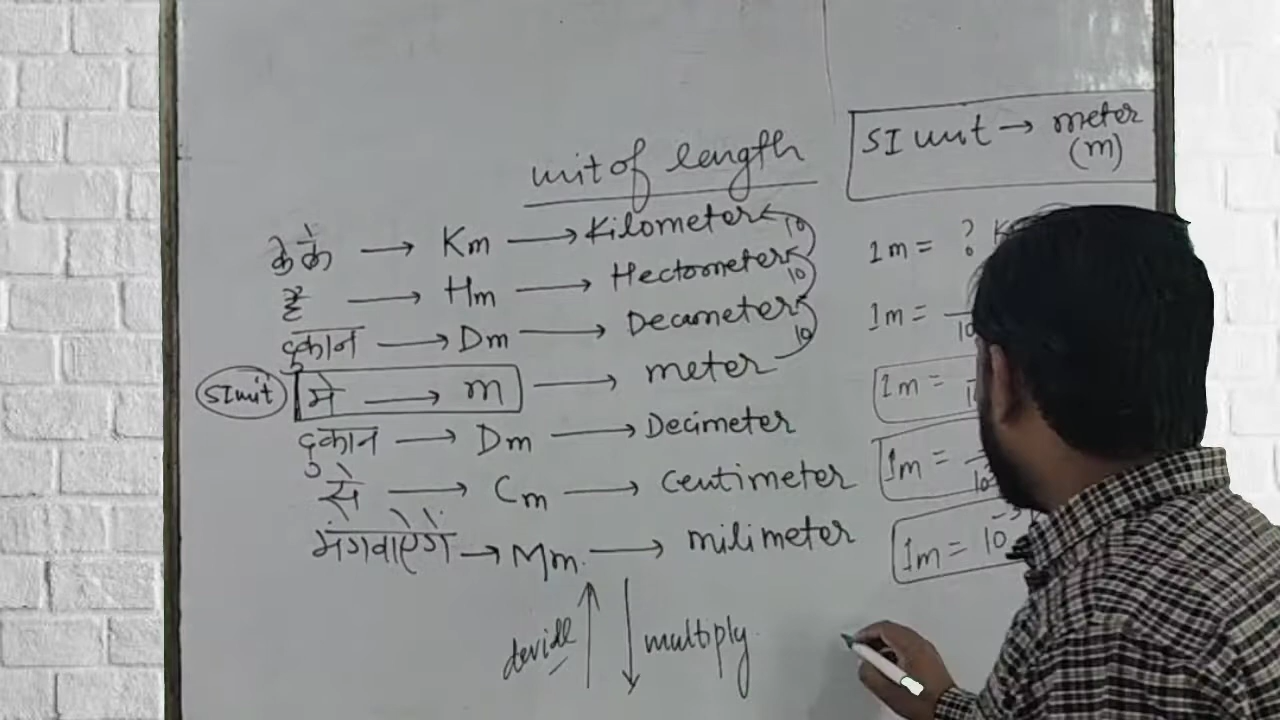 unit of length
SI unit → meter
(m)
के के → Km → Kilometer
है → Hm → Hectometer
दुकान → Dm → Decameter
SI unit
मे → m → meter
दुकान → Dm → Decimeter
से → Cm → Centimeter
मंगवाऐगें → Mm. → milimeter
10
10
10
devide
multiply.
1m = ?
1m =
10
1m =
1m =
10
1m = 10